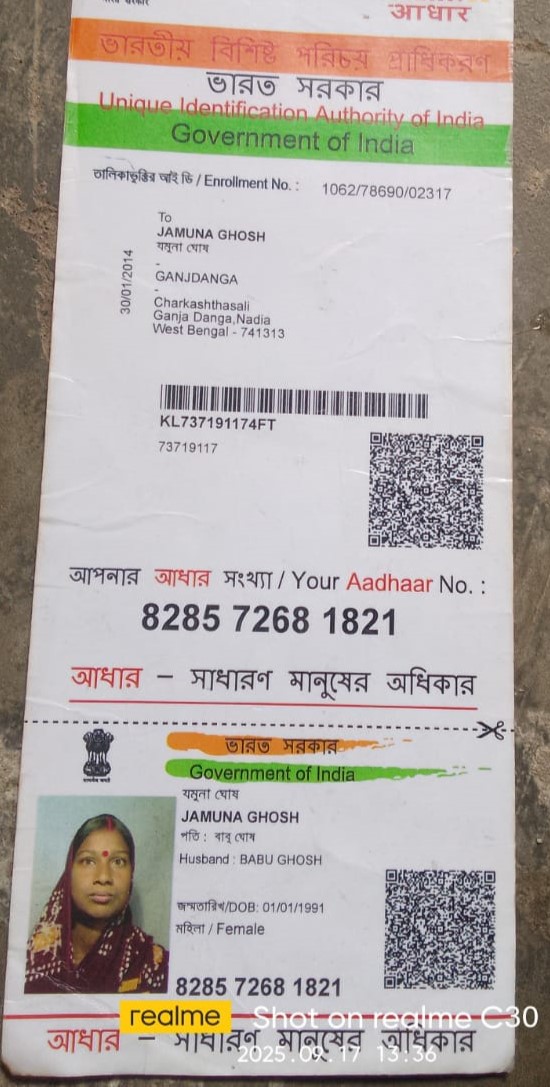 आधार
ভারতীয় বিশিষ্ট পরিচয় প্রাধিকরণ
ভারত সরকার
Unique Identification Authority of India
Government of India
তালিকাভুক্তির আই ডি / Enrollment No. : 1062/78690/02317
To
JAMUNA GHOSH
যমুনা ঘোষ
-
GANJDANGA
-
Charkashthasali
Ganja Danga,Nadia
West Bengal - 741313
30/01/2014
KL737191174FT
73719117
আপনার আধার সংখ্যা / Your Aadhaar No. :
8285 7268 1821
আধার – সাধারণ মানুষের অধিকার
ভারত সরকার
Government of India
যমুনা ঘোষ
JAMUNA GHOSH
পতি : বাবু ঘোষ
Husband : BABU GHOSH
জন্মতারিখ/DOB: 01/01/1991
মহিলা / Female
8285 7268 1821
realme Shot on realme C30
আধার – সাধারণ মানুষের অধিকার
2025.09.17 13:36